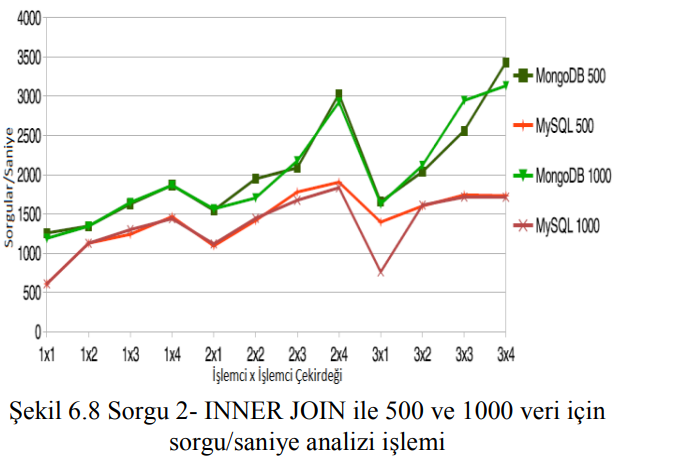 4000
3500
3000
2500
2000
1500
1000
500
0
Sorgular/Saniye
1x1 1x2 1x3 1x4 2x1 2x2 2x3 2x4 3x1 3x2 3x3 3x4
İşlemci x İşlemci Çekirdeği
MongoDB 500
MySQL 500
MongoDB 1000
MySQL 1000
Şekil 6.8 Sorgu 2- INNER JOIN ile 500 ve 1000 veri için
sorgu/saniye analizi işlemi